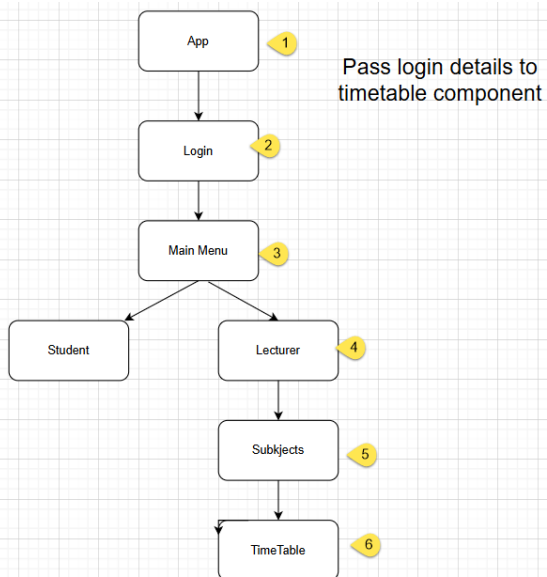 App
1
Pass login details to
timetable component
Login
2
Main Menu
3
Student
Lecturer
4
Subkjects
5
TimeTable
6